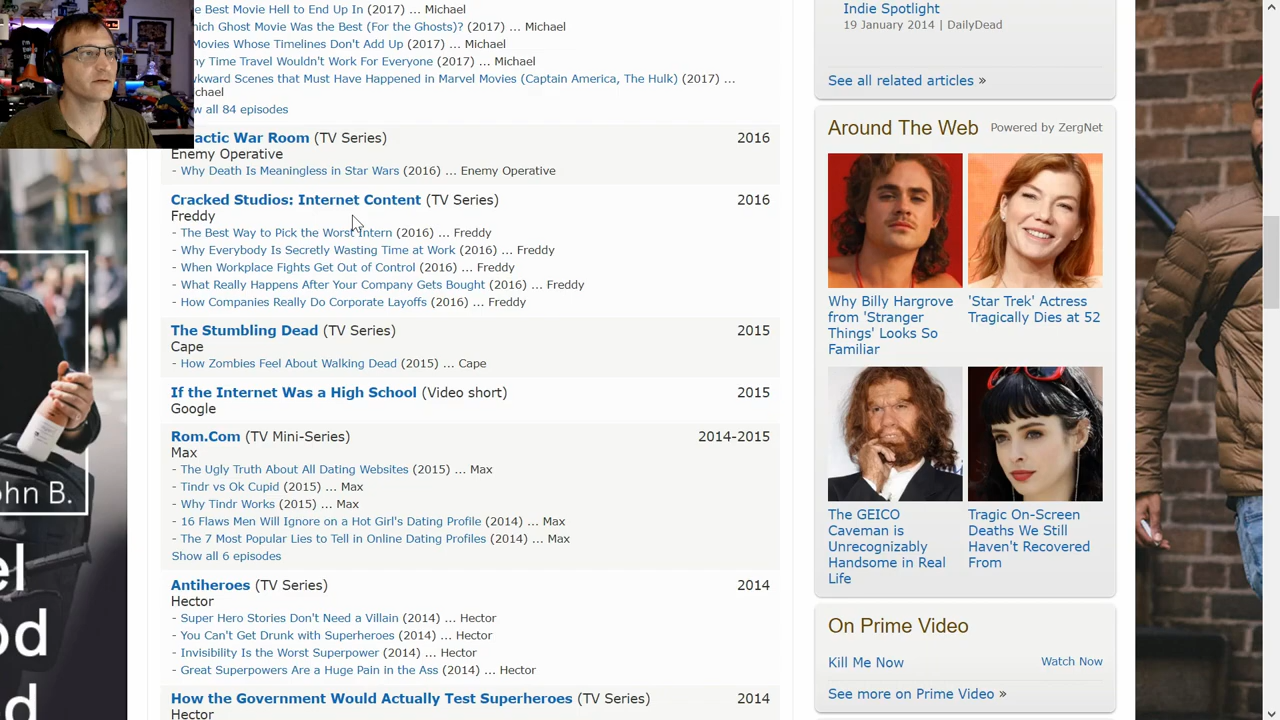 e Best Movie Hell to End Up In (2017) ... Michael
hich Ghost Movie Was the Best (For the Ghosts)? (2017) ... Michael
Movies Whose Timelines Don't Add Up (2017) ... Michael
hy Time Travel Wouldn't Work For Everyone (2017) ... Michael
wkward Scenes that Must Have Happened in Marvel Movies (Captain America, The Hulk) (2017) ...
chael
w all 84 episodes
actic War Room (TV Series) 2016
Enemy Operative
- Why Death Is Meaningless in Star Wars (2016) ... Enemy Operative
Cracked Studios: Internet Content (TV Series) 2016
Freddy
- The Best Way to Pick the Worst Intern (2016) ... Freddy
- Why Everybody Is Secretly Wasting Time at Work (2016) ... Freddy
- When Workplace Fights Get Out of Control (2016) ... Freddy
- What Really Happens After Your Company Gets Bought (2016) ... Freddy
- How Companies Really Do Corporate Layoffs (2016) ... Freddy
The Stumbling Dead (TV Series) 2015
Cape
- How Zombies Feel About Walking Dead (2015) ... Cape
If the Internet Was a High School (Video short) 2015
Google
Rom.Com (TV Mini-Series) 2014-2015
Max
- The Ugly Truth About All Dating Websites (2015) ... Max
- Tindr vs Ok Cupid (2015) ... Max
- Why Tindr Works (2015) ... Max
- 16 Flaws Men Will Ignore on a Hot Girl's Dating Profile (2014) ... Max
- The 7 Most Popular Lies to Tell in Online Dating Profiles (2014) ... Max
Show all 6 episodes
Antiheroes (TV Series) 2014
Hector
- Super Hero Stories Don't Need a Villain (2014) ... Hector
- You Can't Get Drunk with Superheroes (2014) ... Hector
- Invisibility Is the Worst Superpower (2014) ... Hector
- Great Superpowers Are a Huge Pain in the Ass (2014) ... Hector
How the Government Would Actually Test Superheroes (TV Series) 2014
Hector
Indie Spotlight
19 January 2014 | DailyDead
See all related articles »
Around The Web Powered by ZergNet
Why Billy Hargrove
from 'Stranger
Things' Looks So
Familiar
'Star Trek' Actress
Tragically Dies at 52
The GEICO
Caveman is
Unrecognizably
Handsome in Real
Life
Tragic On-Screen
Deaths We Still
Haven't Recovered
From
On Prime Video
Kill Me Now Watch Now
See more on Prime Video »
ohn B.
el
od
d